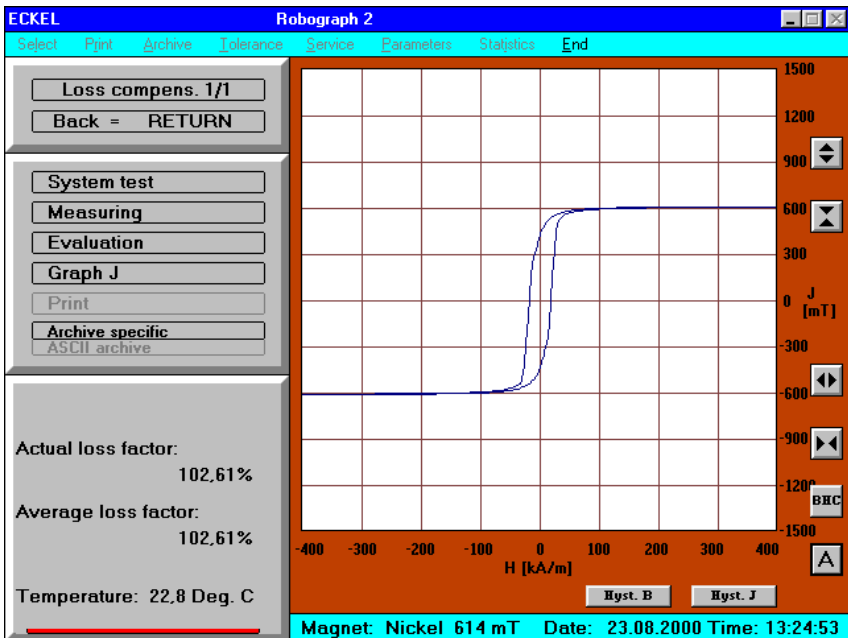 ECKEL Robograph 2
Select Print Archive Tolerance Service Parameters Statistics End
Loss compens. 1/1
Back = RETURN
System test
Measuring
Evaluation
Graph J
Print
Archive specific
ASCII archive
Actual loss factor:
102,61%
Average loss factor:
102,61%
Temperature: 22,8 Deg. C
1500
1200
900
600
300
0
J
[mT]
-300
-600
-900
-1200
-1500
BHC
A
-400 -300 -200 -100 0 100 200 300 400
H [kA/m]
Hyst. B Hyst. J
Magnet: Nickel 614 mT Date: 23.08.2000 Time: 13:24:53